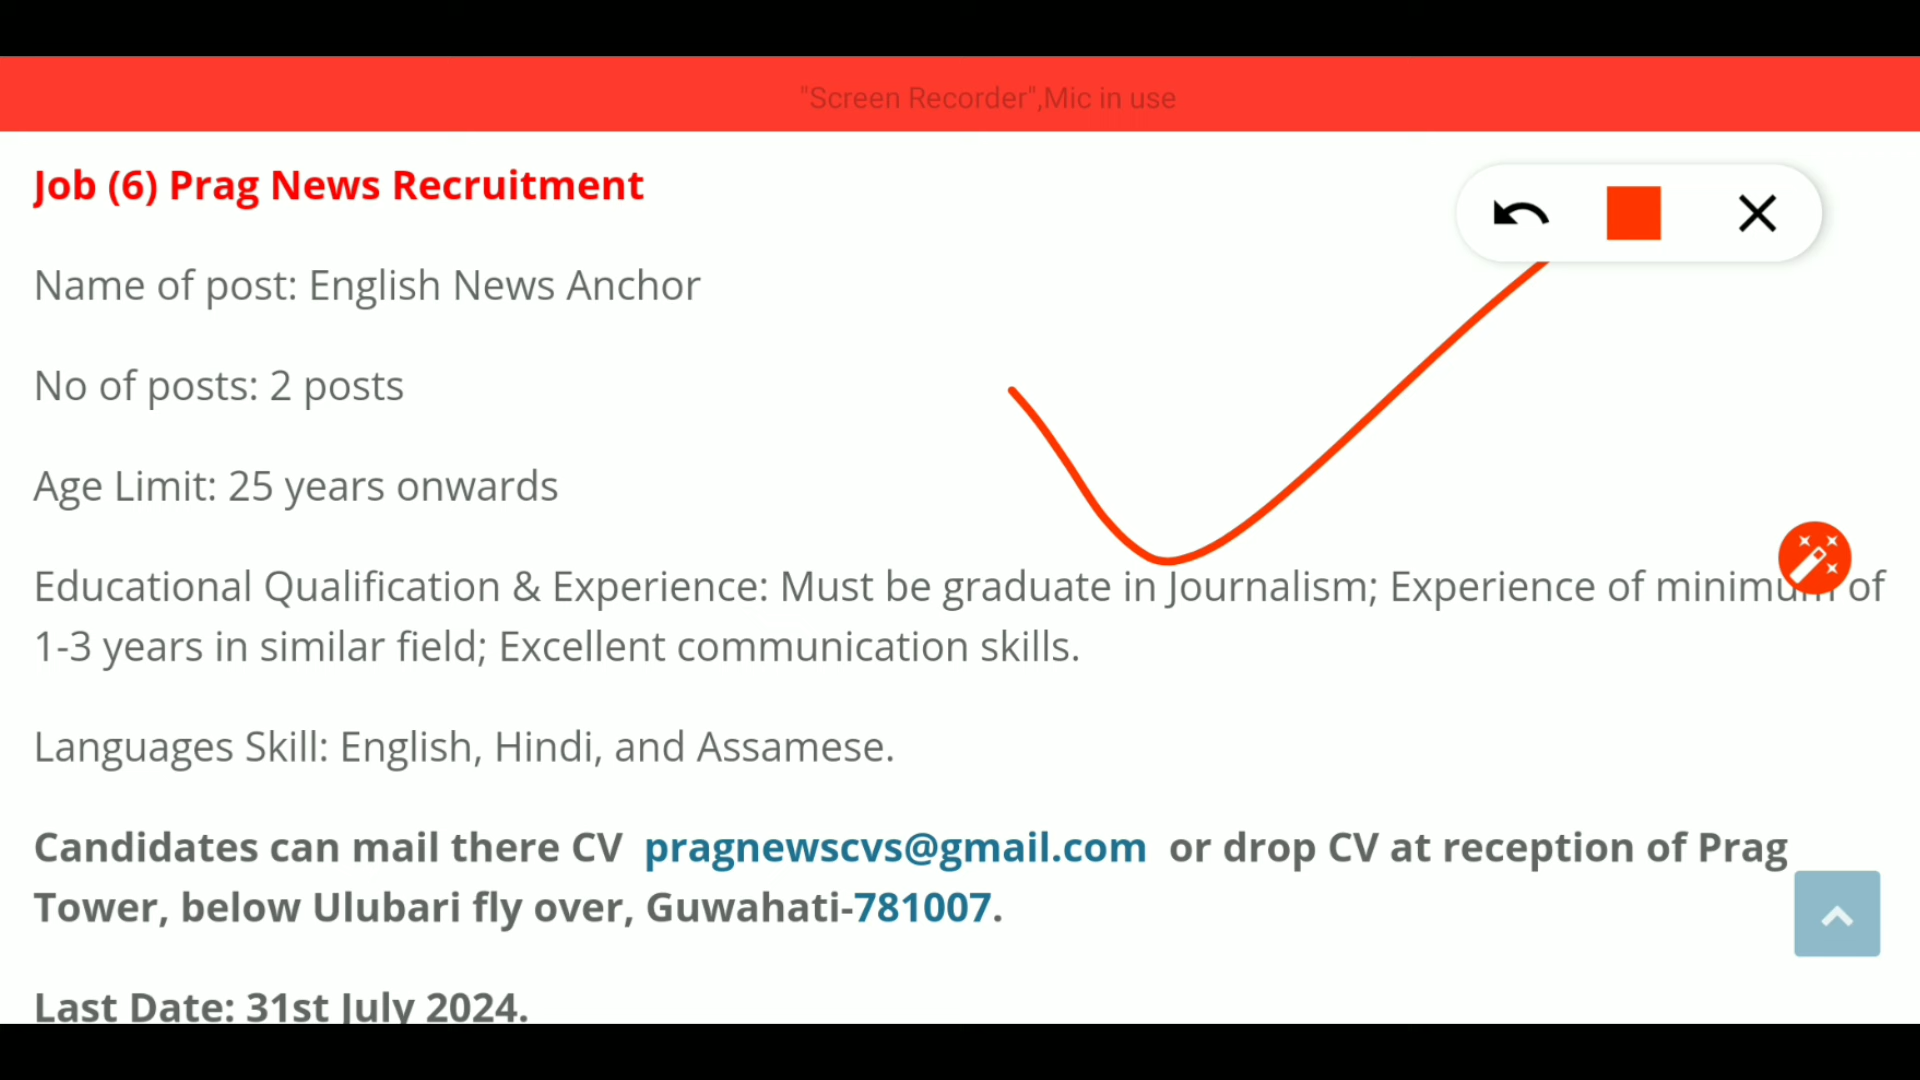 "Screen Recorder",Mic in use
Job (6) Prag News Recruitment
Name of post: English News Anchor
No of posts: 2 posts
Age Limit: 25 years onwards
Educational Qualification & Experience: Must be graduate in Journalism; Experience of minimum of
1-3 years in similar field; Excellent communication skills.
Languages Skill: English, Hindi, and Assamese.
Candidates can mail there CV pragnewscvs@gmail.com or drop CV at reception of Prag
Tower, below Ulubari fly over, Guwahati-781007.
Last Date: 31st July 2024.